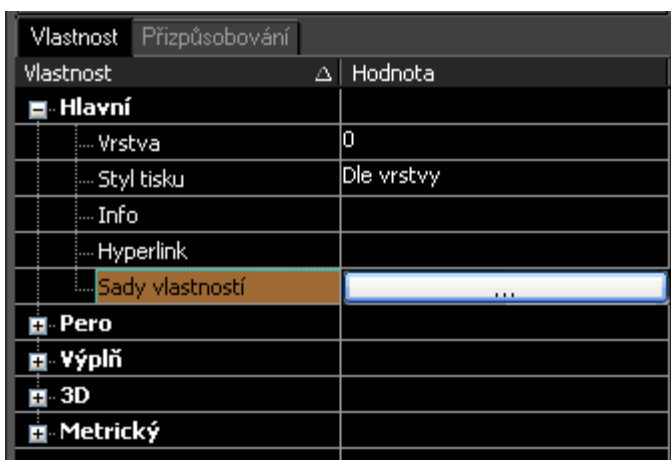 Vlastnost Přizpůsobování
Vlastnost Hodnota
Hlavní
Vrstva 0
Styl tisku Dle vrstvy
Info
Hyperlink
Sady vlastností ...
Pero
Výplň
3D
Metrický